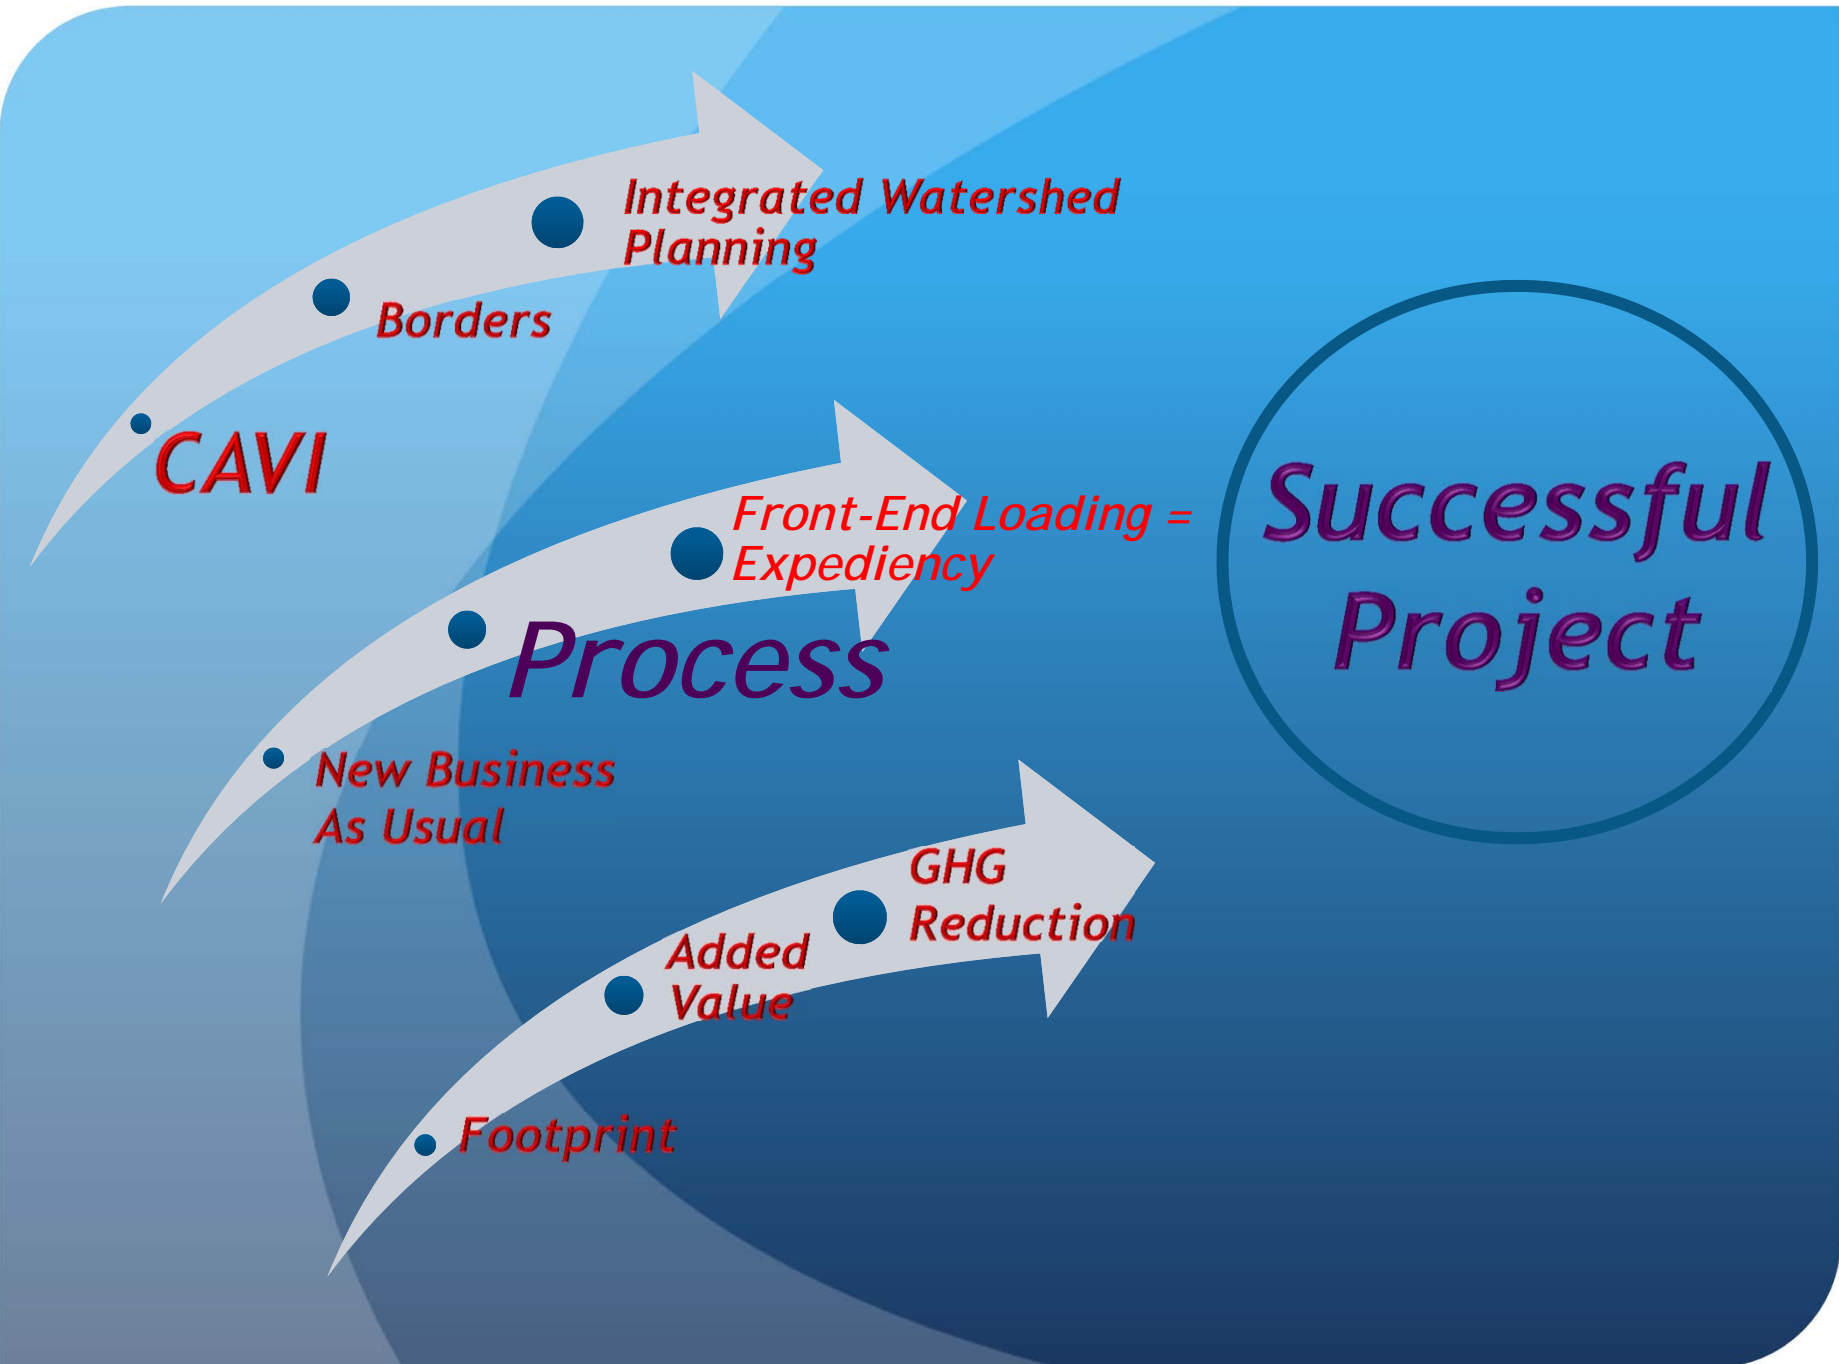 Integrated Watershed
Planning
Borders
CAVI
Front-End Loading =
Expediency
Process
New Business
As Usual
Successful
Project
GHG
Reduction
Added
Value
Footprint